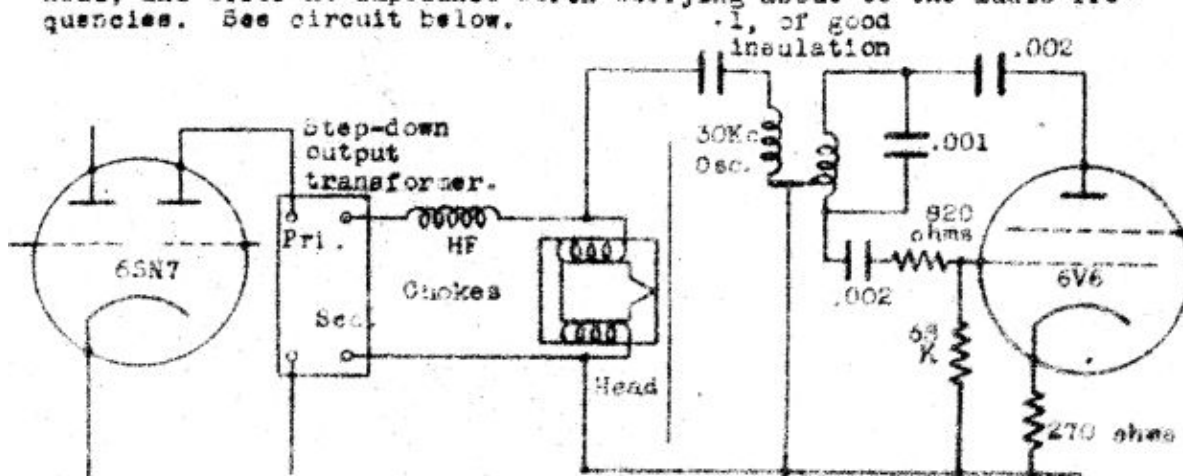 quencies. See circuit below.
.1, of good
insulation
.002
Step-down
output
transformer.
30Kc
Osc.
.001
820
ohms
Pri.
HF
6SN7
Chokes
.002
6V6
Sec.
68
K
Head
270 ohms